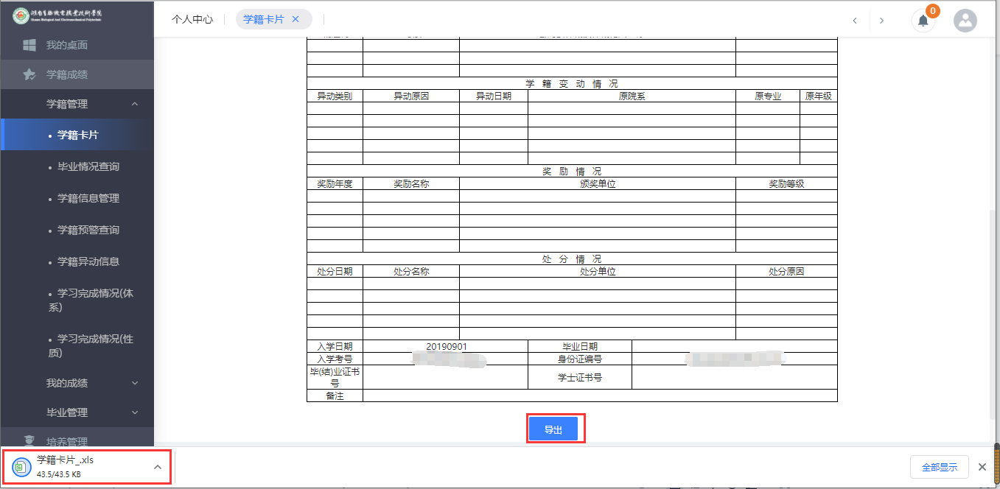 湖南生物机电职业技术学院
Hunan Biological And Electromechanical Polytechnic
个人中心
学籍卡片
0
我的桌面
学籍成绩
学籍管理
学籍卡片
毕业情况查询
学籍信息管理
学籍预警查询
学籍异动信息
学习完成情况(体
系)
学习完成情况(性
质)
我的成绩
毕业管理
培养管理
学 籍 变 动 情 况
异动类别 异动原因 异动日期 原院系 原专业 原年级
奖 励 情 况
奖励年度 奖励名称 颁奖单位 奖励等级
处 分 情 况
处分日期 处分名称 处分单位 处分原因
入学日期 20190901 毕业日期
入学考号 身份证编号
毕(结)业证书
号 学士证书号
备注
导出
学籍卡片_.xls
43.5/43.5 KB
全部显示